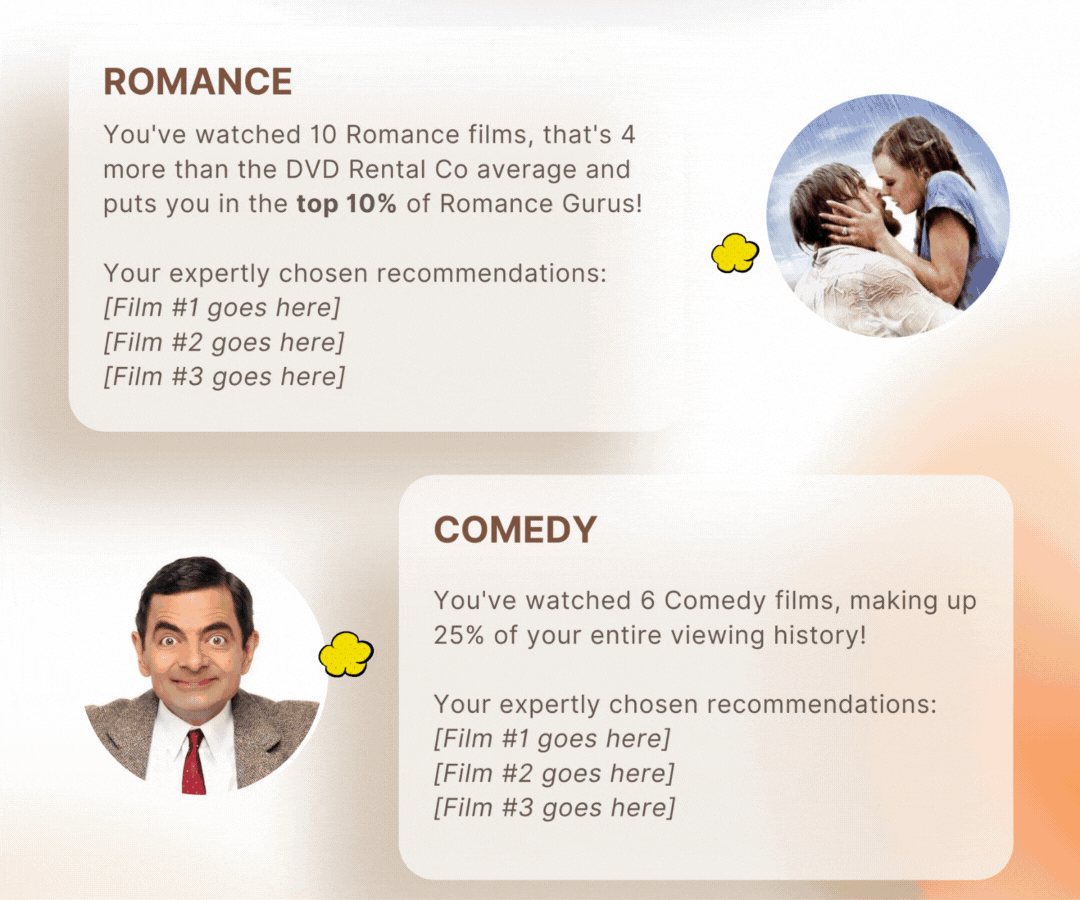 ROMANCE
You've watched 10 Romance films, that's 4
more than the DVD Rental Co average and
puts you in the top 10% of Romance Gurus!
Your expertly chosen recommendations:
[Film #1 goes here]
[Film #2 goes here]
[Film #3 goes here]
COMEDY
You've watched 6 Comedy films, making up
25% of your entire viewing history!
Your expertly chosen recommendations:
[Film #1 goes here]
[Film #2 goes here]
[Film #3 goes here]